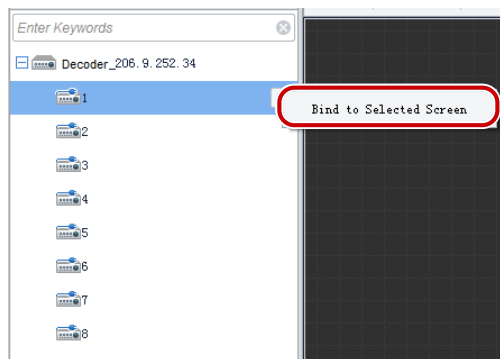 Enter Keywords
Decoder_206.9.252.34
1
Bind to Selected Screen
2
3
4
5
6
7
8